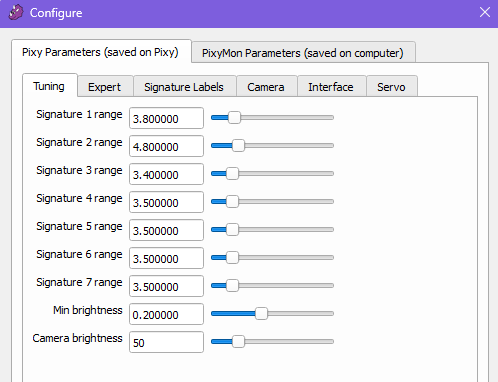 Configure
Pixy Parameters (saved on Pixy) PixyMon Parameters (saved on computer)
Tuning Expert Signature Labels Camera Interface Servo
Signature 1 range 3.800000
Signature 2 range 4.800000
Signature 3 range 3.400000
Signature 4 range 3.500000
Signature 5 range 3.500000
Signature 6 range 3.500000
Signature 7 range 3.500000
Min brightness 0.200000
Camera brightness 50